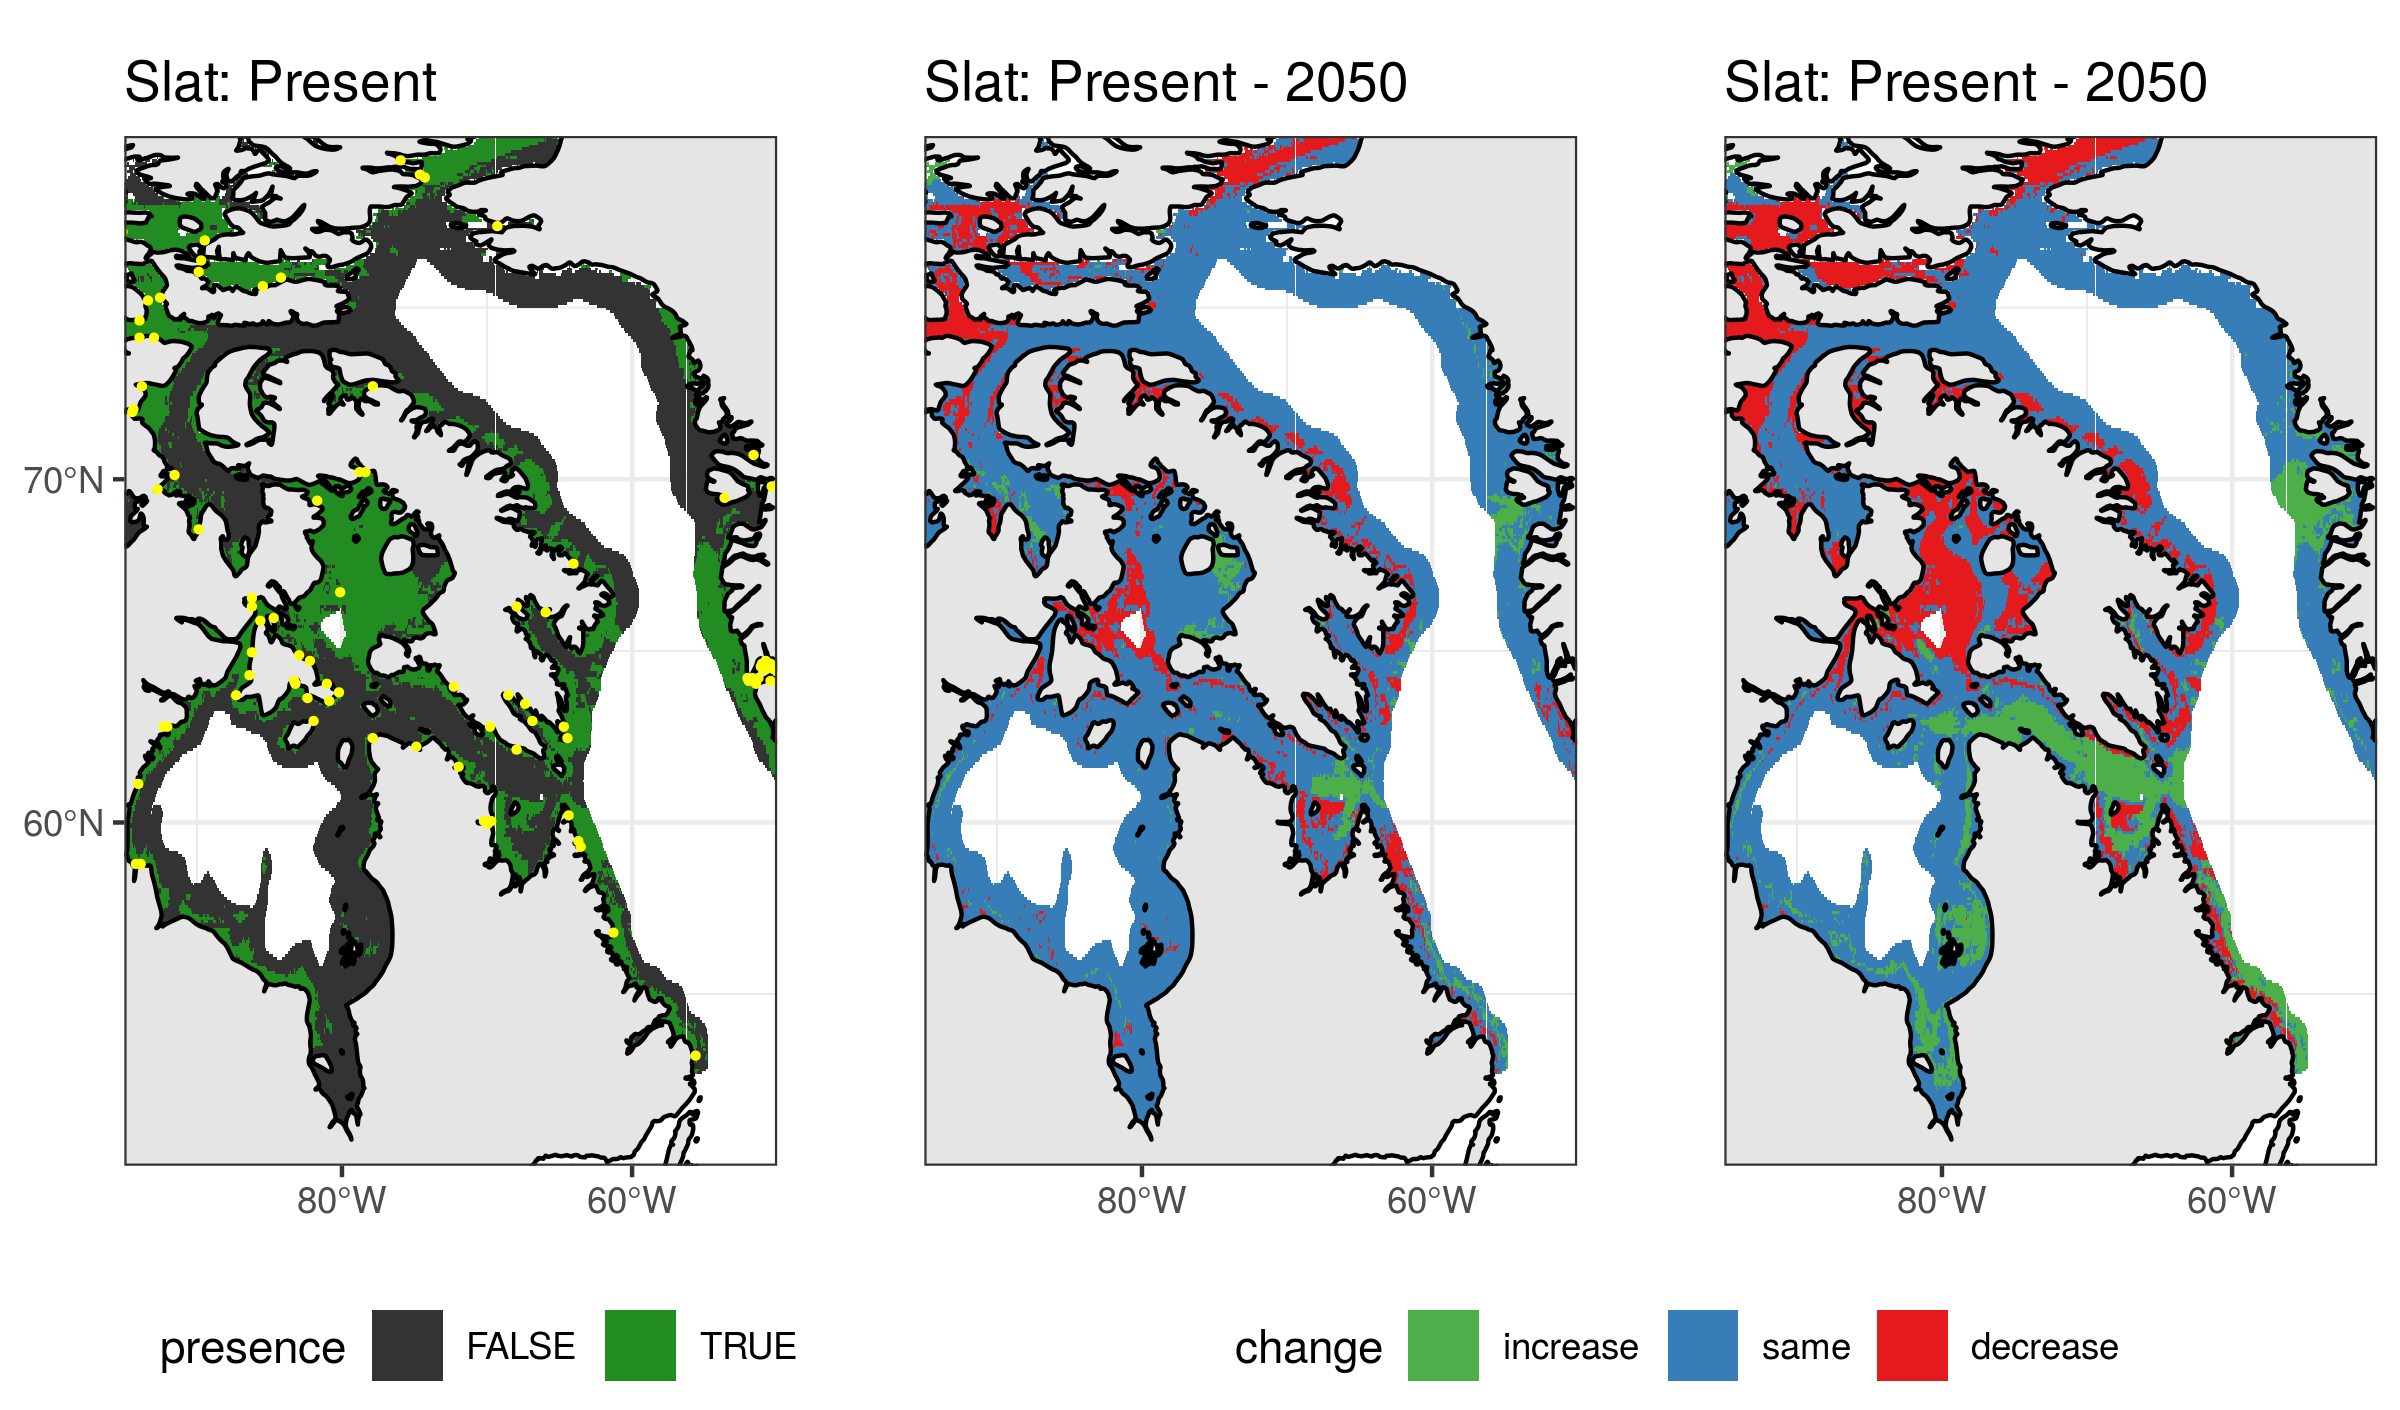 Slat: Present
Slat: Present - 2050
Slat: Present - 2050
70°N
60°N
80°W
60°W
80°W
60°W
80°W
60°W
presence FALSE TRUE
change increase same decrease